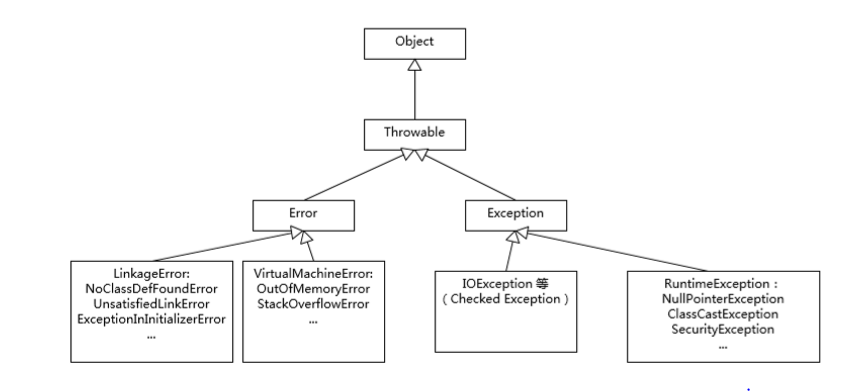 Object
Throwable
Error
Exception
LinkageError:
NoClassDefFoundError
UnsatisfiedLinkError
ExceptionInInitializerError
...
VirtualMachineError:
OutOfMemoryError
StackOverflowError
...
IOException 等
（Checked Exception）
RuntimeException：
NullPointerException
ClassCastException
SecurityException
...